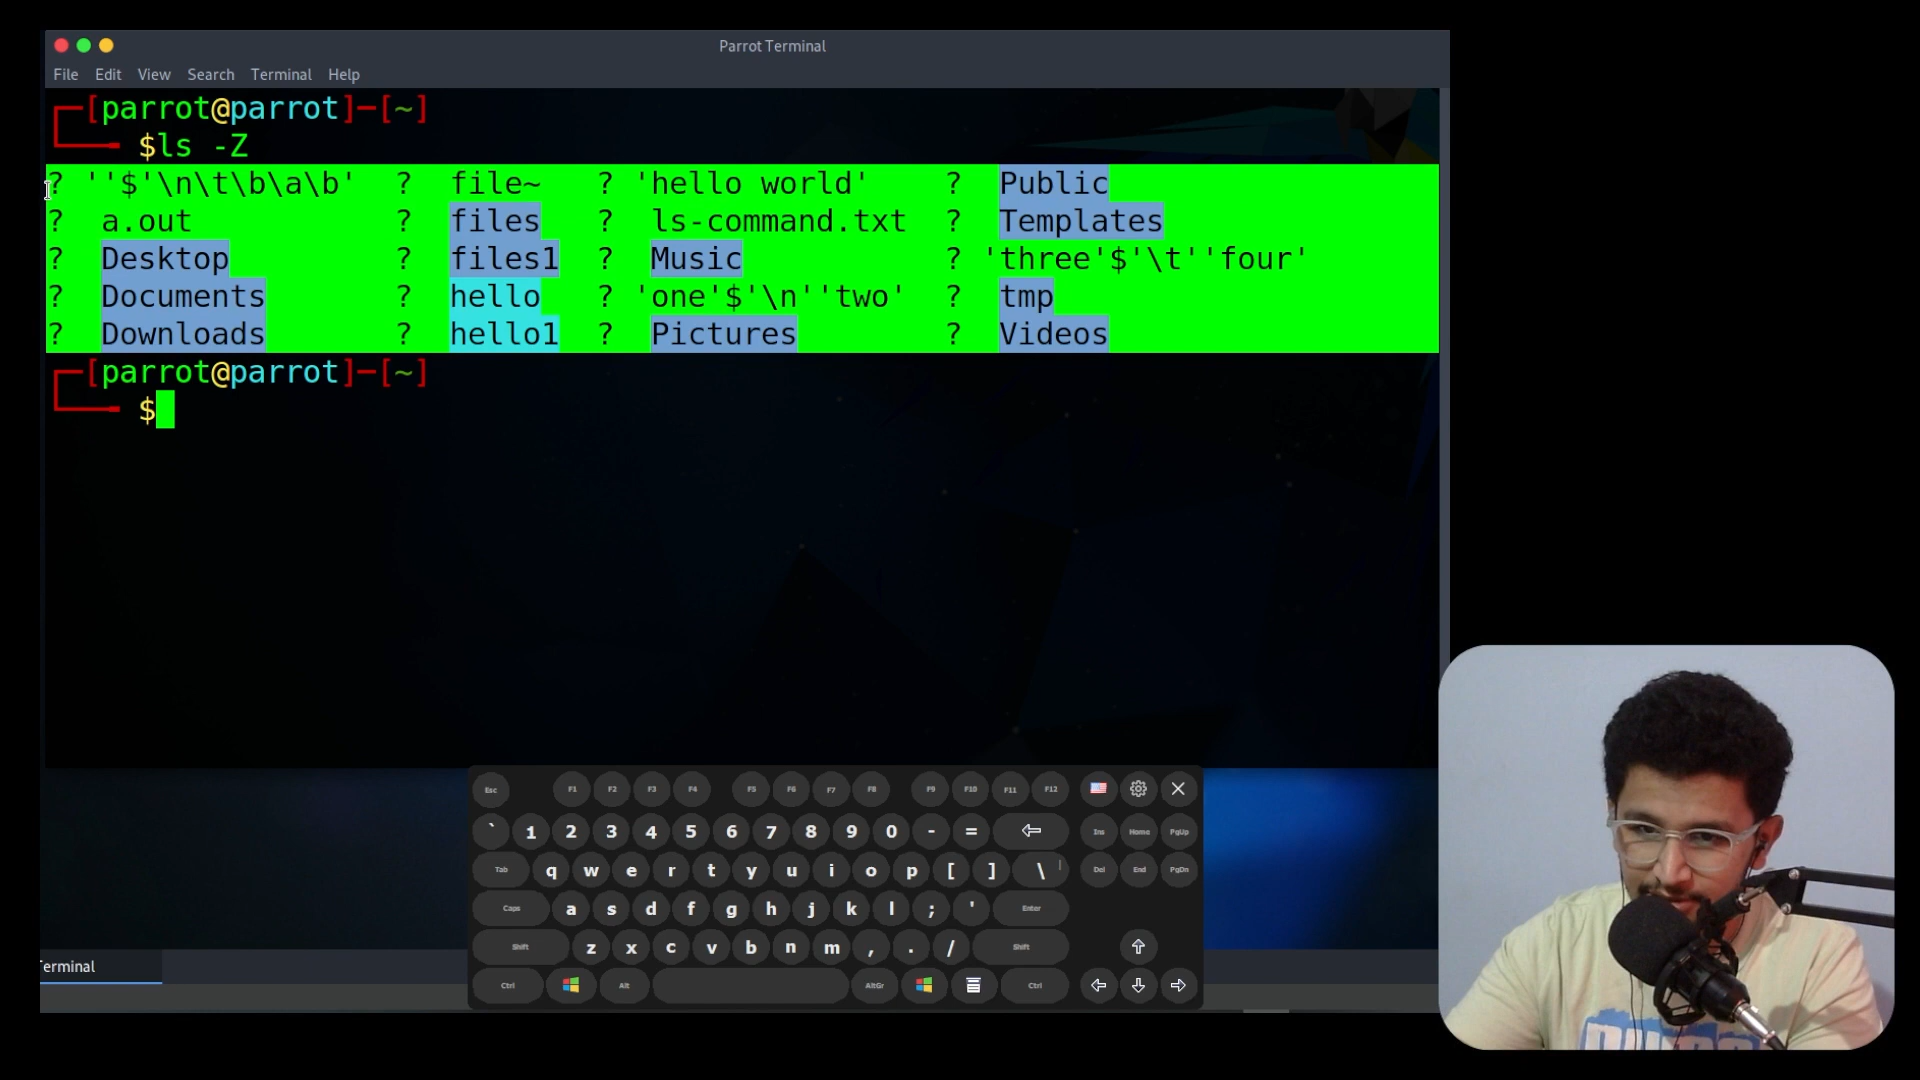 Parrot Terminal
File Edit View Search Terminal Help
┌─[parrot@parrot]─[~]
└──╼ $ls -Z
? ''$'\n\t\b\a\b' ? file~ ? 'hello world' ? Public
? a.out ? files ? ls-command.txt ? Templates
? Desktop ? files1 ? Music ? 'three'$'\t''four'
? Documents ? hello ? 'one'$'\n''two' ? tmp
? Downloads ? hello1 ? Pictures ? Videos
┌─[parrot@parrot]─[~]
└──╼ $
Esc F1 F2 F3 F4 F5 F6 F7 F8 F9 F10 F11 F12
` 1 2 3 4 5 6 7 8 9 0 - = Ins Home PgUp
Tab q w e r t y u i o p [ ] \ | Del End PgDn
Caps a s d f g h j k l ; ' Enter
Shift z x c v b n m , . / Shift
Ctrl Alt AltGr Ctrl
erminal